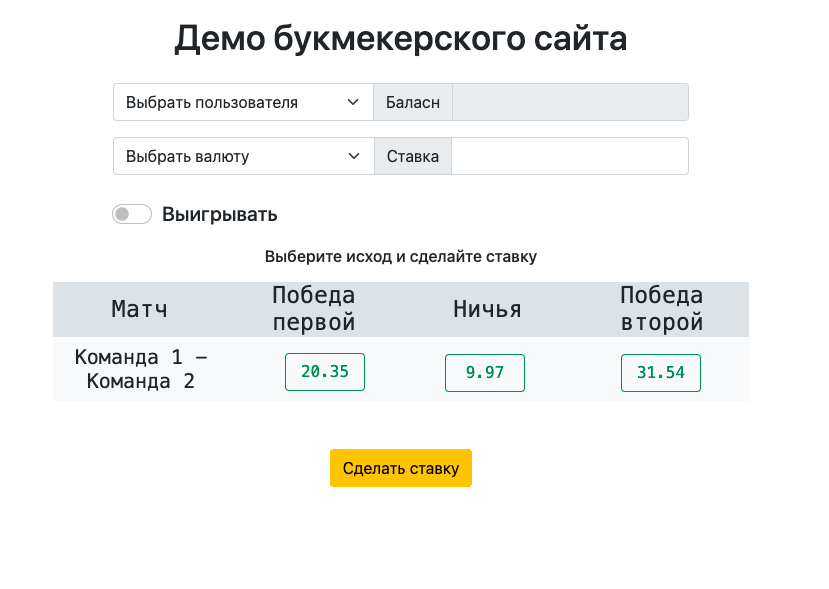 Демо букмекерского сайта
Выбрать пользователя
Баласн
Выбрать валюту
Ставка
Выигрывать
Выберите исход и сделайте ставку
Матч
Победа
первой
Ничья
Победа
второй
Команда 1 –
Команда 2
20.35
9.97
31.54
Сделать ставку